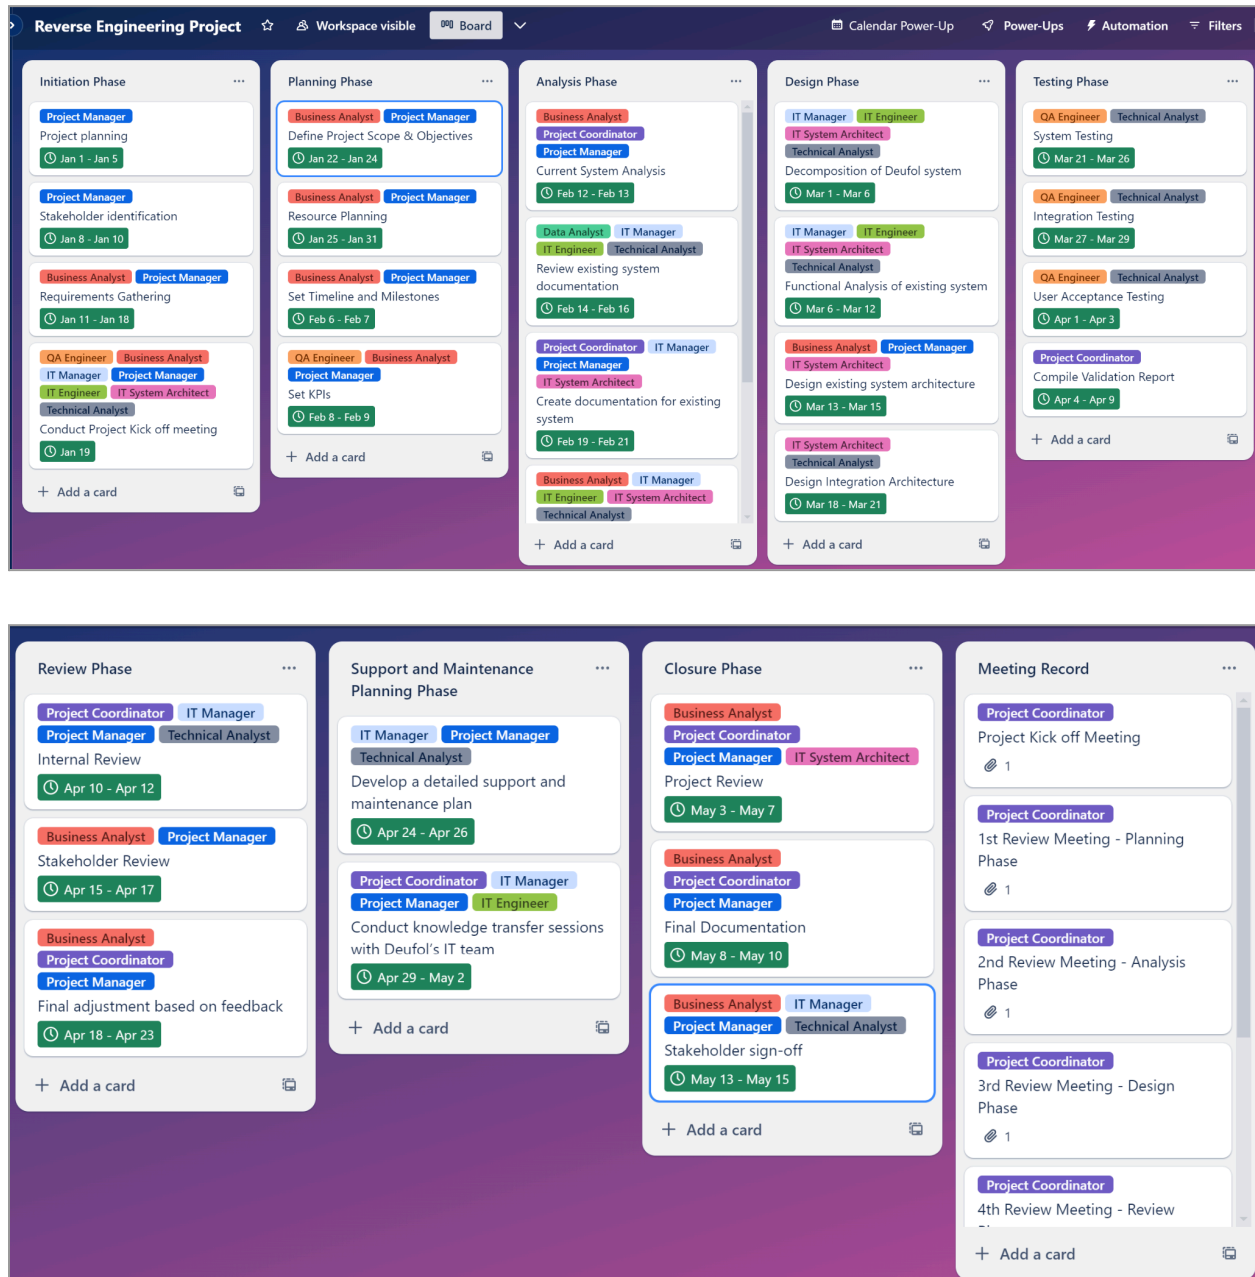 Reverse Engineering Project
Workspace visible
Board
Calendar Power-Up
Power-Ups
Automation
Filters
Initiation Phase
Project Manager
Project planning
Jan 1 - Jan 5
Project Manager
Stakeholder identification
Jan 8 - Jan 10
Business Analyst Project Manager
Requirements Gathering
Jan 11 - Jan 18
QA Engineer Business Analyst
IT Manager Project Manager
IT Engineer IT System Architect
Technical Analyst
Conduct Project Kick off meeting
Jan 19
+ Add a card
Planning Phase
Business Analyst Project Manager
Define Project Scope & Objectives
Jan 22 - Jan 24
Business Analyst Project Manager
Resource Planning
Jan 25 - Jan 31
Business Analyst Project Manager
Set Timeline and Milestones
Feb 6 - Feb 7
QA Engineer Business Analyst
Project Manager
Set KPIs
Feb 8 - Feb 9
+ Add a card
Analysis Phase
Business Analyst
Project Coordinator
Project Manager
Current System Analysis
Feb 12 - Feb 13
Data Analyst IT Manager
IT Engineer Technical Analyst
Review existing system
documentation
Feb 14 - Feb 16
Project Coordinator IT Manager
Project Manager
IT System Architect
Create documentation for existing
system
Feb 19 - Feb 21
Business Analyst IT Manager
IT Engineer IT System Architect
Technical Analyst
+ Add a card
Design Phase
IT Manager IT Engineer
IT System Architect
Technical Analyst
Decomposition of Deufol system
Mar 1 - Mar 6
IT Manager IT Engineer
IT System Architect
Technical Analyst
Functional Analysis of existing system
Mar 6 - Mar 12
Business Analyst Project Manager
IT System Architect
Design existing system architecture
Mar 13 - Mar 15
IT System Architect
Technical Analyst
Design Integration Architecture
Mar 18 - Mar 21
+ Add a card
Testing Phase
QA Engineer Technical Analyst
System Testing
Mar 21 - Mar 26
QA Engineer Technical Analyst
Integration Testing
Mar 27 - Mar 29
QA Engineer Technical Analyst
User Acceptance Testing
Apr 1 - Apr 3
Project Coordinator
Compile Validation Report
Apr 4 - Apr 9
+ Add a card
Review Phase
Project Coordinator IT Manager
Project Manager Technical Analyst
Internal Review
Apr 10 - Apr 12
Business Analyst Project Manager
Stakeholder Review
Apr 15 - Apr 17
Business Analyst
Project Coordinator
Project Manager
Final adjustment based on feedback
Apr 18 - Apr 23
+ Add a card
Support and Maintenance
Planning Phase
IT Manager Project Manager
Technical Analyst
Develop a detailed support and
maintenance plan
Apr 24 - Apr 26
Project Coordinator IT Manager
Project Manager IT Engineer
Conduct knowledge transfer sessions
with Deufol's IT team
Apr 29 - May 2
+ Add a card
Closure Phase
Business Analyst
Project Coordinator
Project Manager IT System Architect
Project Review
May 3 - May 7
Business Analyst
Project Coordinator
Project Manager
Final Documentation
May 8 - May 10
Business Analyst IT Manager
Project Manager Technical Analyst
Stakeholder sign-off
May 13 - May 15
+ Add a card
Meeting Record
Project Coordinator
Project Kick off Meeting
1
Project Coordinator
1st Review Meeting - Planning
Phase
1
Project Coordinator
2nd Review Meeting - Analysis
Phase
1
Project Coordinator
3rd Review Meeting - Design
Phase
1
Project Coordinator
4th Review Meeting - Review
+ Add a card